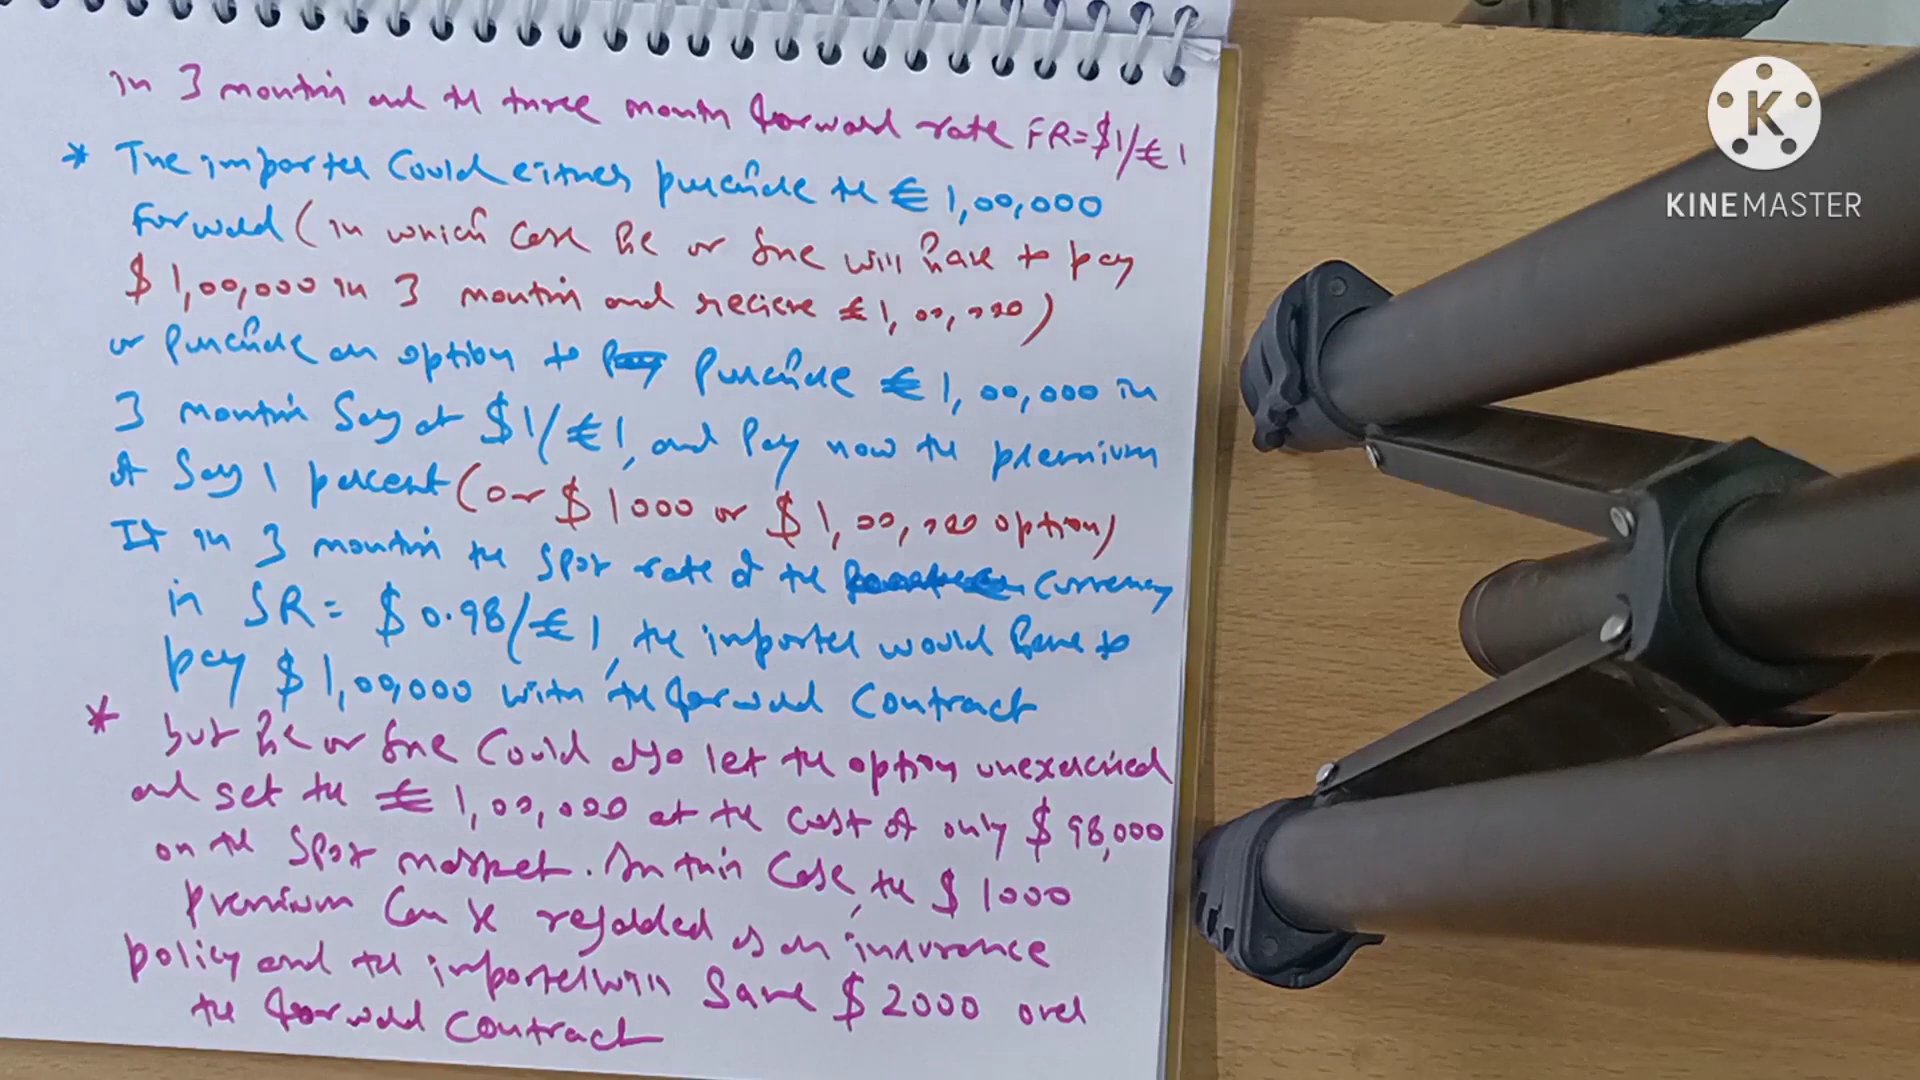 in 3 months and the three month forward rate FR=$1/€1
* The importer Could either purchase the € 1,00,000
Forward (in which case he or she will have to pay
$ 1,00,000 in 3 months and recieve €1,00,000)
or Purchase an option to Purchase € 1,00,000 in
3 months Say at $1/€1, and Pay now the premium
of Say 1 percent (or $ 1000 or $ 1,00,000 option)
If in 3 months the spot rate of the currency
is SR = $ 0.98/€1, the importer would have to
pay $ 1,00,000 with the forward Contract
* but he or she Could also let the option unexercised
and get the € 1,00,000 at the cost of only $ 98,000
on the Spot market. In this Case, the $ 1000
premium Can be regarded as an insurance
policy and the importer will Save $ 2000 over
the forward contract
K
KINEMASTER